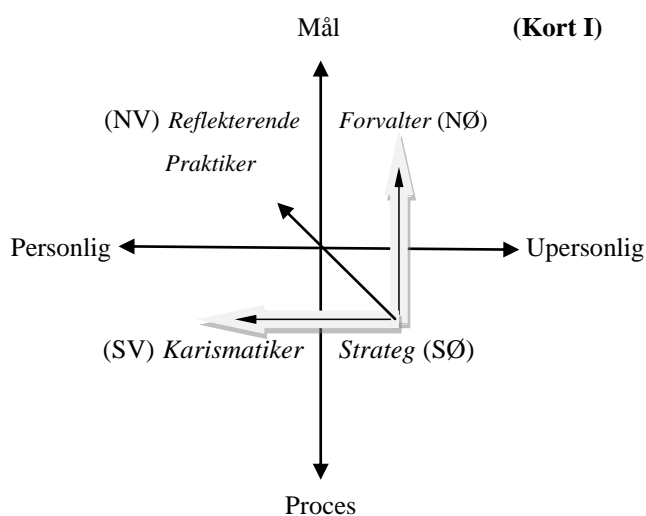 Mål (Kort I)
(NV) Reflekterende Forvalter (NØ)
Praktiker
Personlig Upersonlig
(SV) Karismatiker Strateg (SØ)
Proces